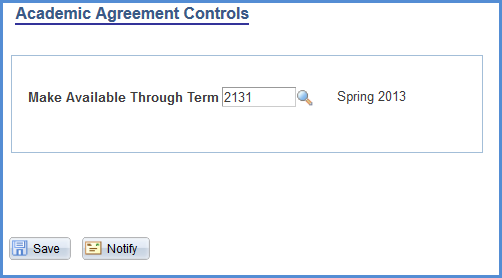 Academic Agreement Controls
Make Available Through Term 2131 Spring 2013
Save Notify